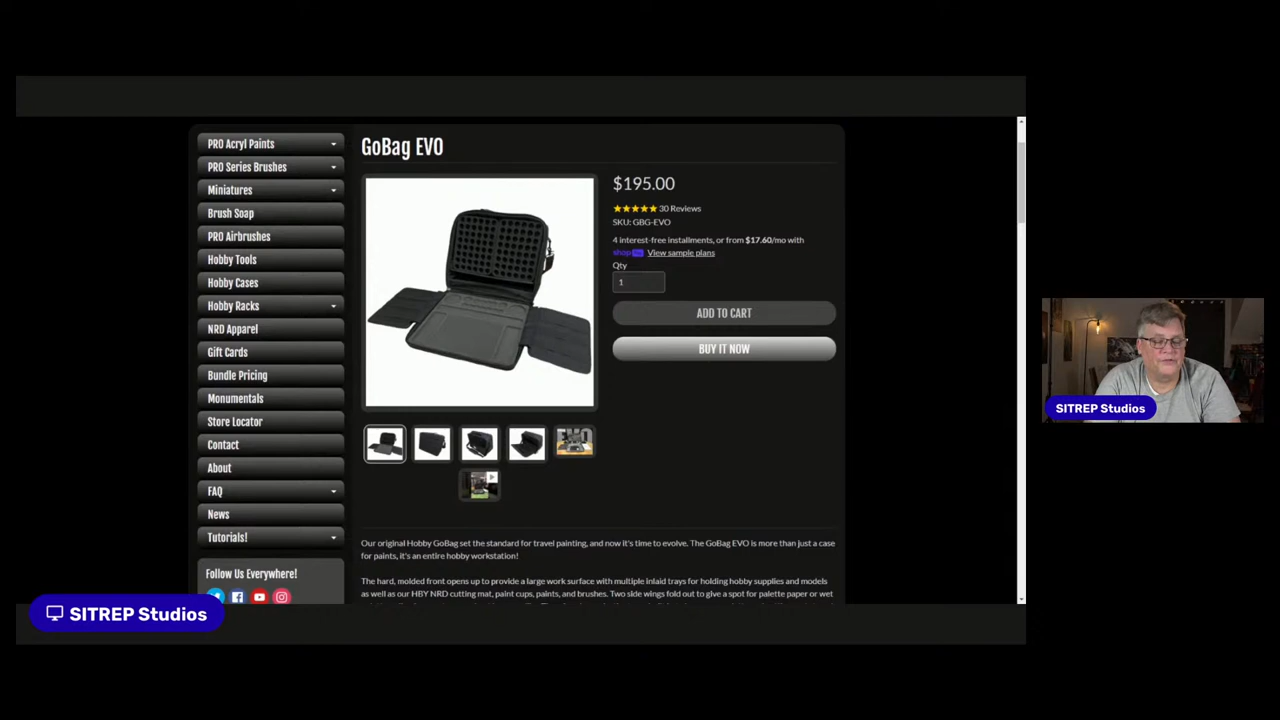 PRO Acryl Paints
PRO Series Brushes
Miniatures
Brush Soap
PRO Airbrushes
Hobby Tools
Hobby Cases
Hobby Racks
NRD Apparel
Gift Cards
Bundle Pricing
Monumentals
Store Locator
Contact
About
FAQ
News
Tutorials!
Follow Us Everywhere!
GoBag EVO
$195.00
30 Reviews
SKU: GBG-EVO
4 interest-free installments, or from $17.60/mo with
shop Pay View sample plans
Qty
1
ADD TO CART
BUY IT NOW
EVO
Our original Hobby GoBag set the standard for travel painting, and now it's time to evolve. The GoBag EVO is more than just a case
for paints, it's an entire hobby workstation!
The hard, molded front opens up to provide a large work surface with multiple inlaid trays for holding hobby supplies and models
as well as our HBY NRD cutting mat, paint cups, paints, and brushes. Two side wings fold out to give a spot for palette paper or wet
SITREP Studios
SITREP Studios